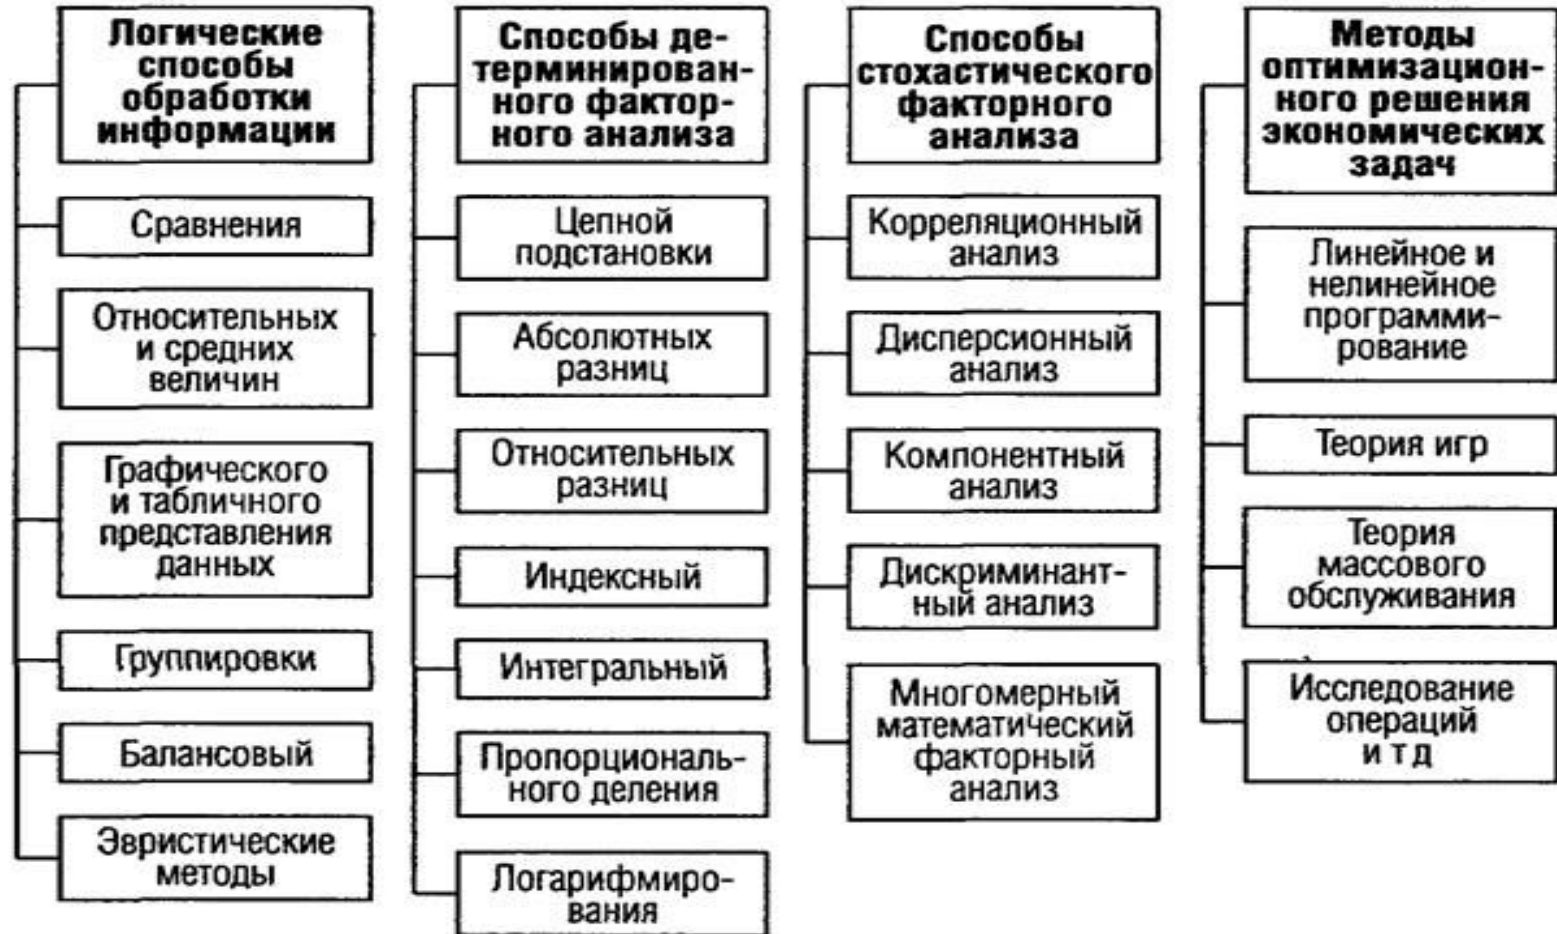 Логические
способы
обработки
информации
Сравнения
Относительных
и средних
величин
Графического
и табличного
представления
данных
Группировки
Балансовый
Эвристические
методы
Способы де-
терминирован-
ного фактор-
ного анализа
Цепной
подстановки
Абсолютных
разниц
Относительных
разниц
Индексный
Интегральный
Пропорциональ-
ного деления
Логарифмиро-
вания
Способы
стохастического
факторного
анализа
Корреляционный
анализ
Дисперсионный
анализ
Компонентный
анализ
Дискриминант-
ный анализ
Многомерный
математический
факторный
анализ
Методы
оптимизацион-
ного решения
экономических
задач
Линейное и
нелинейное
программи-
рование
Теория игр
Теория
массового
обслуживания
Исследование
операций
и т д